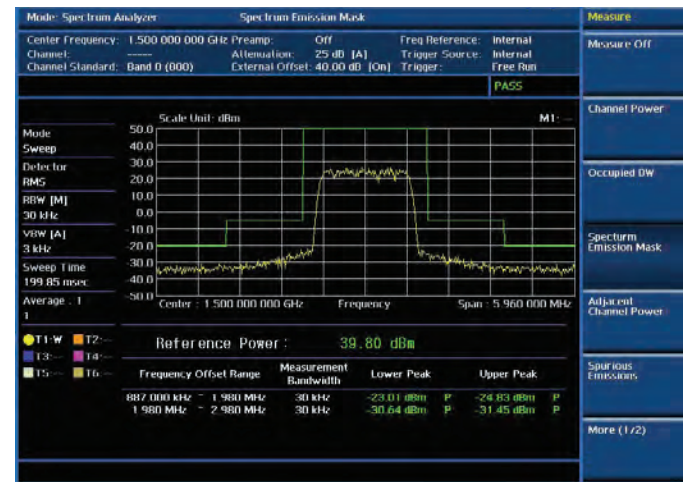 Mode: Spectrum Analyzer Spectrum Emission Mask Measure
Center Frequency: 1.500 000 000 GHz Preamp: Off Freq Reference: Internal
Channel: ----- Attenuation: 25 dB [A] Trigger Source: Internal
Channel Standard: Band 0 (000) External Offset: 40.00 dB [On] Trigger: Free Run
PASS
Measure Off
Channel Power
Occupied BW
Specturm
Emission Mask
Adjacent
Channel Power
Spurious
Emissions
More (1/2)
Scale Unit: dBm M1: --
Mode
Sweep
Detector
RMS
RBW [M]
30 kHz
VBW [A]
3 kHz
Sweep Time
199.85 msec
Average : 1
1
50.0
40.0
30.0
20.0
10.0
0.0
-10.0
-20.0
-30.0
-40.0
-50.0
Center : 1.500 000 000 GHz Frequency Span : 5.960 000 MHz
T1:W T2:--
T3:-- T4:--
T5:-- T6:--
Reference Power : 39.80 dBm
Frequency Offset Range Measurement Bandwidth Lower Peak Upper Peak
887.000 kHz ~ 1.980 MHz 30 kHz -23.01 dBm P -24.83 dBm P
1.980 MHz ~ 2.980 MHz 30 kHz -30.64 dBm P -31.45 dBm P